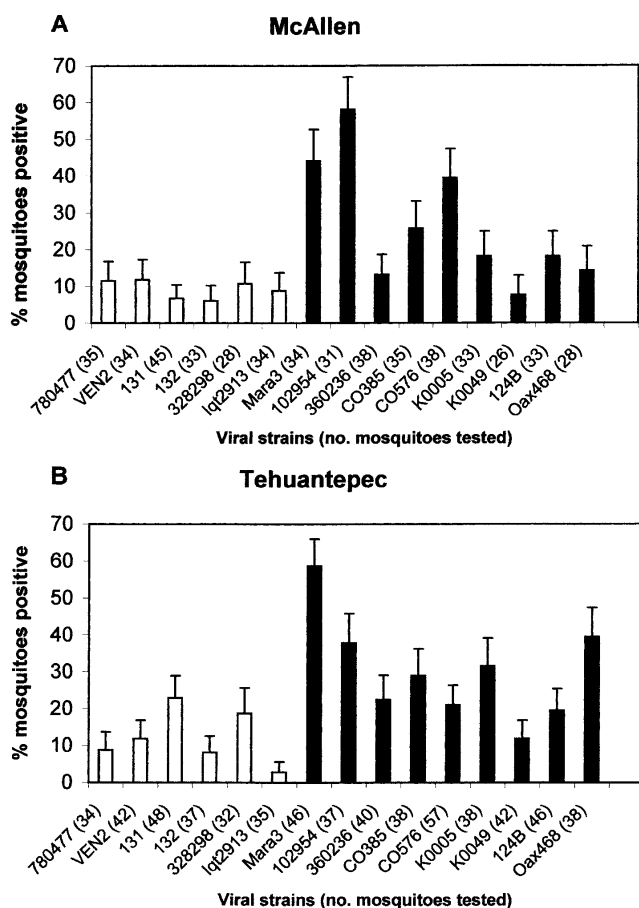 A
McAllen
70
60
50
40
30
20
10
0
% mosquitoes positive
780477 (35)
VEN2 (34)
131 (45)
132 (33)
328298 (28)
Iqt2913 (34)
Mara3 (34)
102954 (31)
360236 (38)
CO385 (35)
CO576 (38)
K0005 (33)
K0049 (26)
124B (33)
Oax468 (28)
Viral strains (no. mosquitoes tested)
B
Tehuantepec
70
60
50
40
30
20
10
0
% mosquitoes positive
780477 (34)
VEN2 (42)
131 (48)
132 (37)
328298 (32)
Iqt2913 (35)
Mara3 (46)
102954 (37)
360236 (40)
CO385 (38)
CO576 (57)
K0005 (38)
K0049 (42)
124B (46)
Oax468 (38)
Viral strains (no. mosquitoes tested)